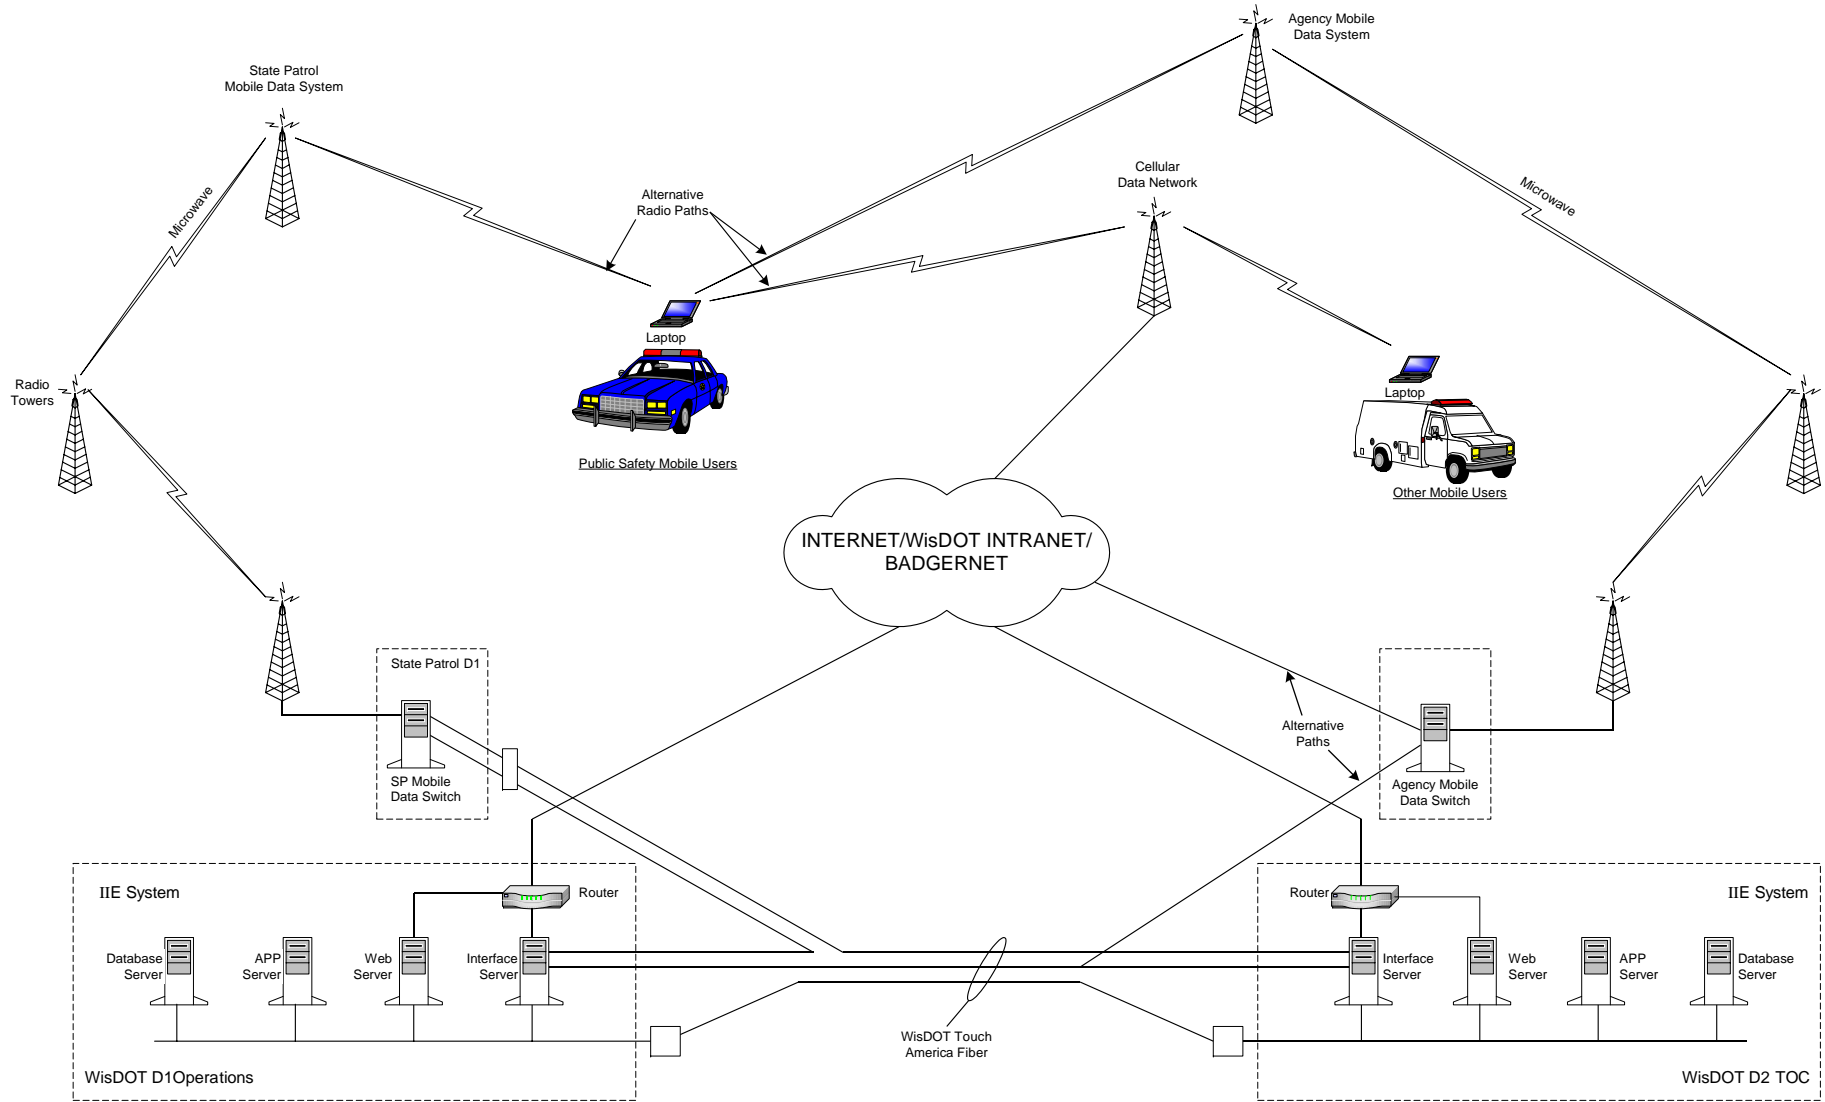 Agency Mobile
Data System
State Patrol
Mobile Data System
Cellular
Data Network
Microwave
Alternative
Radio Paths
Microwave
Laptop
Radio
Towers
Laptop
Public Safety Mobile Users
Other Mobile Users
INTERNET/WisDOT INTRANET/
BADGERNET
State Patrol D1
Alternative
Paths
SP Mobile
Data Switch
Agency Mobile
Data Switch
IIE System
Router
Router
IIE System
Database
Server
APP
Server
Web
Server
Interface
Server
Interface
Server
Web
Server
APP
Server
Database
Server
WisDOT Touch
America Fiber
WisDOT D1Operations
WisDOT D2 TOC